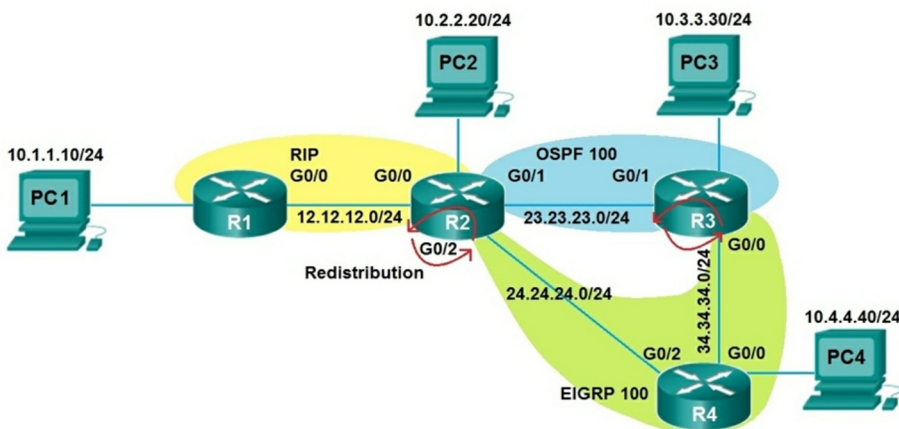 10.2.2.20/24
10.3.3.30/24
PC2
PC3
10.1.1.10/24
RIP
OSPF 100
G0/0
G0/0
G0/1
G0/1
PC1
R1
12.12.12.0/24
R2
23.23.23.0/24
R3
G0/2
G0/0
Redistribution
24.24.24.0/24
34.34.34.0/24
10.4.4.40/24
G0/2
G0/0
PC4
EIGRP 100
R4